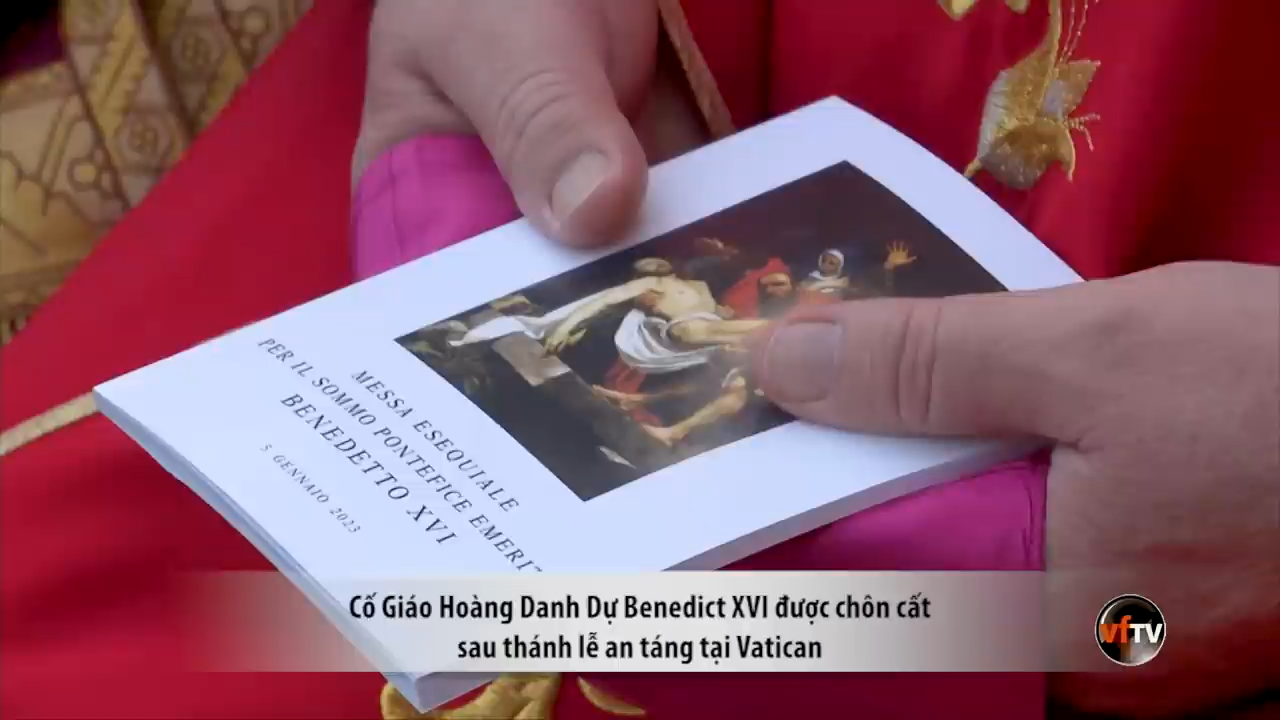 MESSA ESEQUIALE
PER IL SOMMO PONTEFICE EMERIT
BENEDETTO XVI
5 GENNAIO 2023
Cố Giáo Hoàng Danh Dự Benedict XVI được chôn cất
sau thánh lễ an táng tại Vatican
vfTV